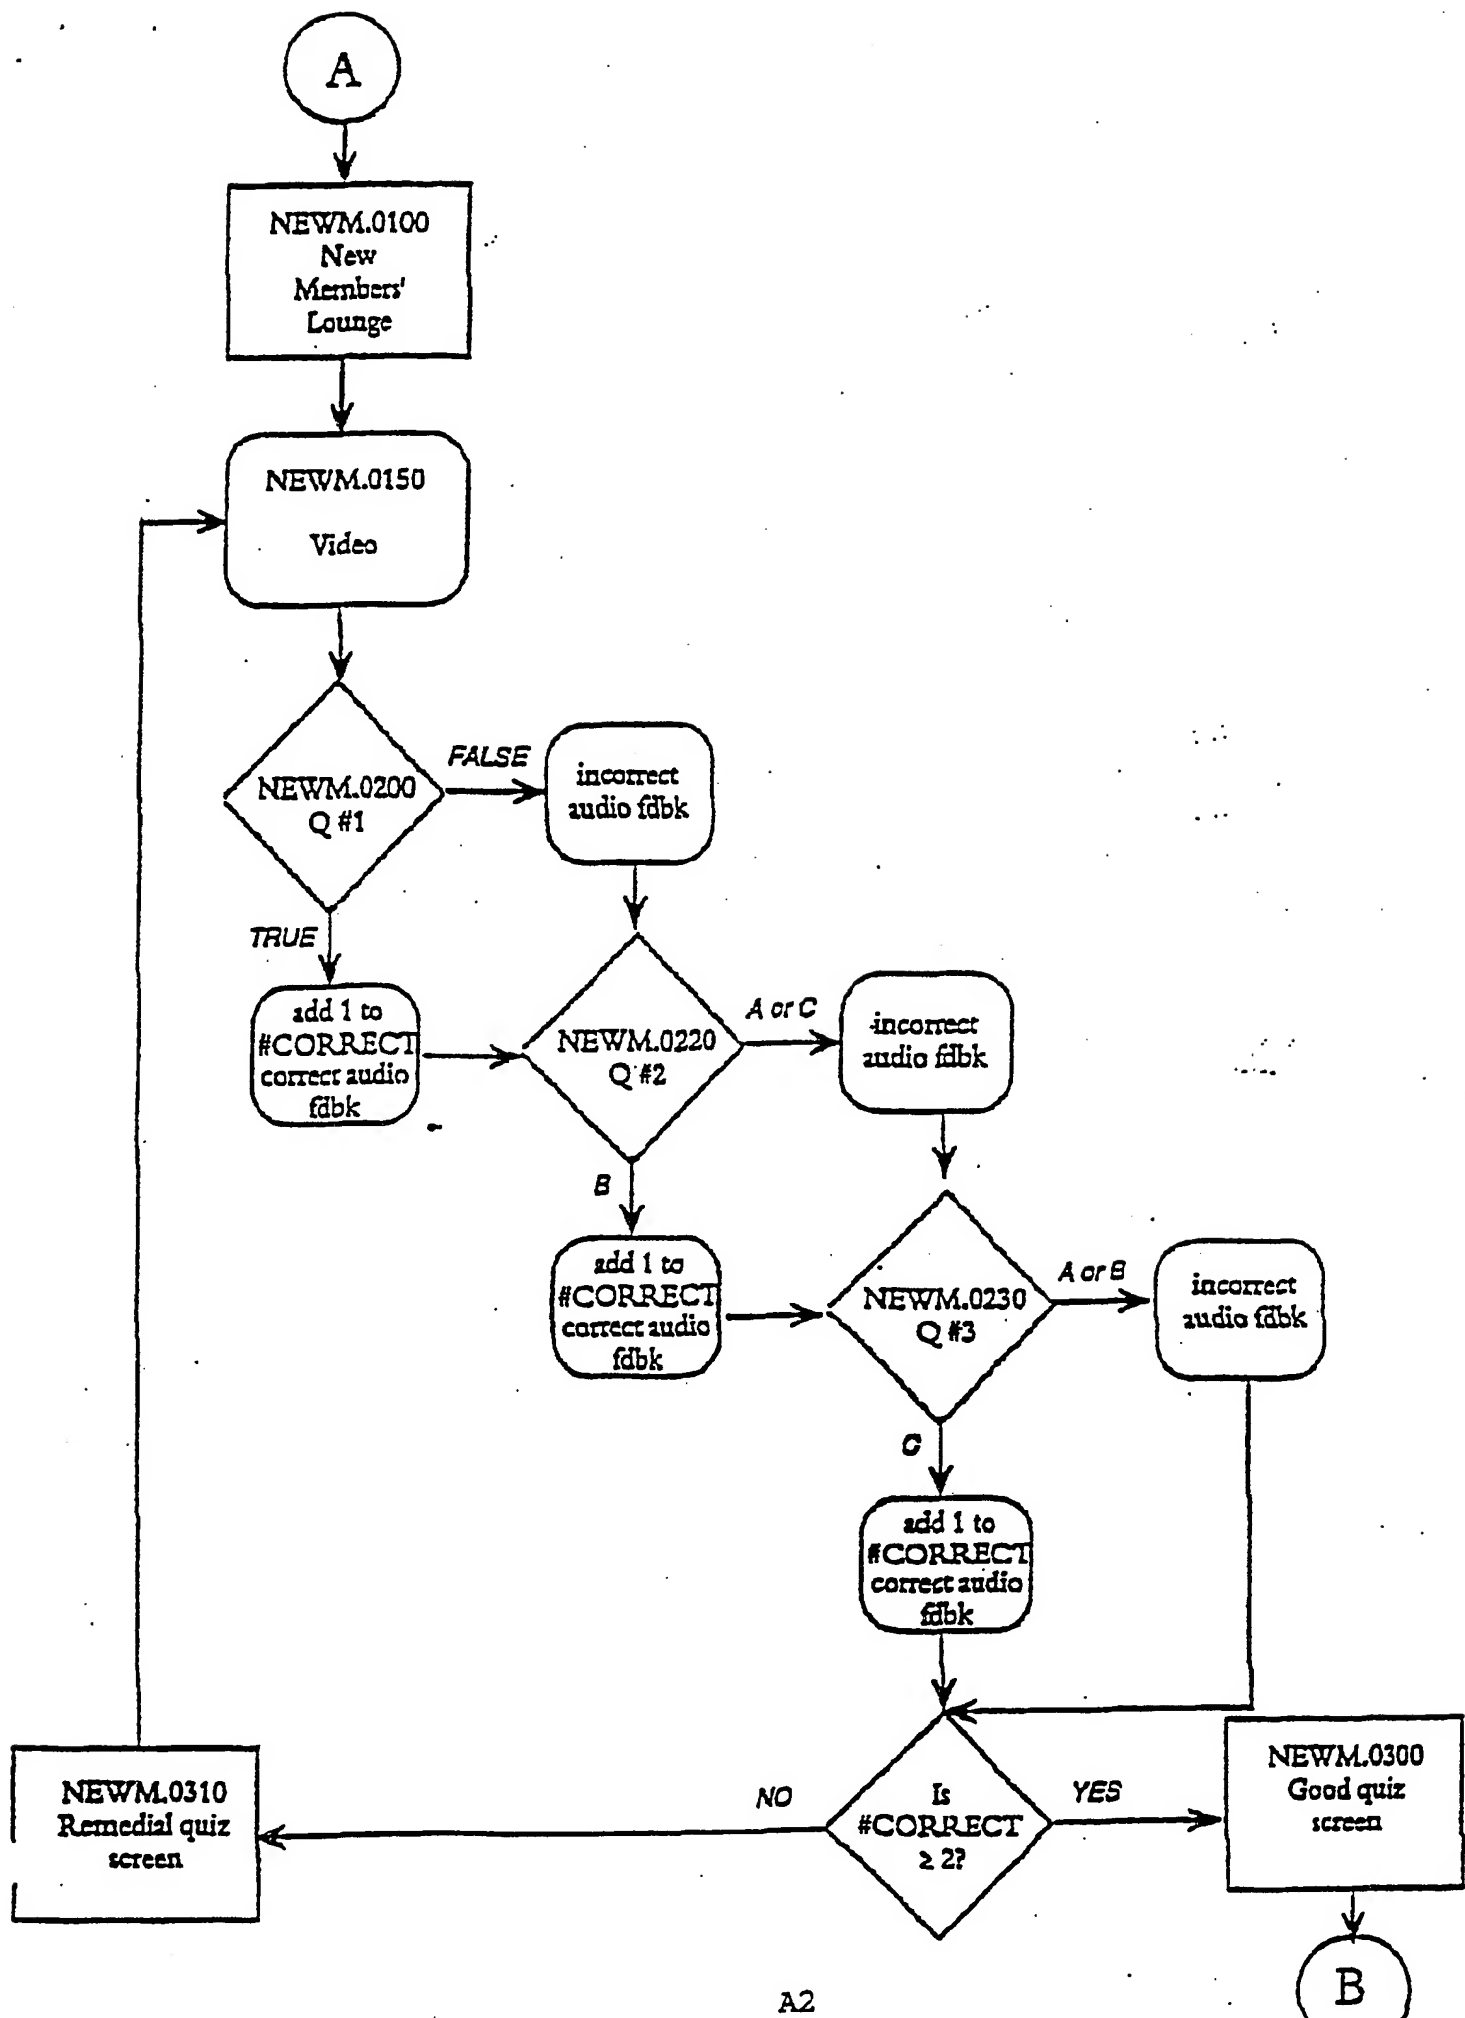 A
NEWM.0100
New
Members'
Lounge
NEWM.0150
Video
NEWM.0200
Q #1
FALSE
incorrect
audio fdbk
TRUE
add 1 to
#CORRECT
correct audio
fdbk
NEWM.0220
Q #2
A or C
incorrect
audio fdbk
B
add 1 to
#CORRECT
correct audio
fdbk
NEWM.0230
Q #3
A or B
incorrect
audio fdbk
C
add 1 to
#CORRECT
correct audio
fdbk
Is
#CORRECT
≥ 2?
NO
YES
NEWM.0310
Remedial quiz
screen
NEWM.0300
Good quiz
screen
B
A2